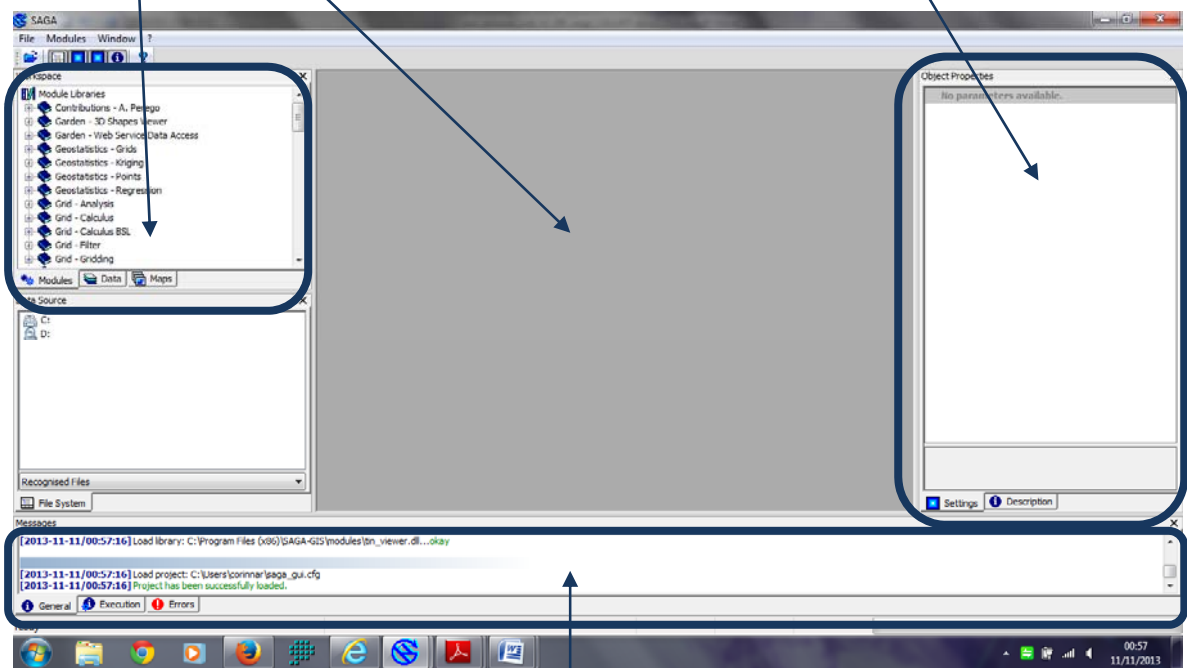 SAGA
File Modules Window ?
Workspace
Module Libraries
Contributions - A. Perego
Garden - 3D Shapes Viewer
Garden - Web Service Data Access
Geostatistics - Grids
Geostatistics - Kriging
Geostatistics - Points
Geostatistics - Regression
Grid - Analysis
Grid - Calculus
Grid - Calculus BSL
Grid - Filter
Grid - Gridding
Modules Data Maps
Data Source
C:
D:
Recognised Files
File System
Object Properties
No parameters available.
Settings Description
Messages
[2013-11-11/00:57:16] Load library: C:\Program Files (x86)\SAGA-GIS\modules\tin_viewer.dll...okay
[2013-11-11/00:57:16] Load project: C:\Users\corinnar\saga_gui.cfg
[2013-11-11/00:57:16] Project has been successfully loaded.
General Execution Errors
ready
00:57
11/11/2013